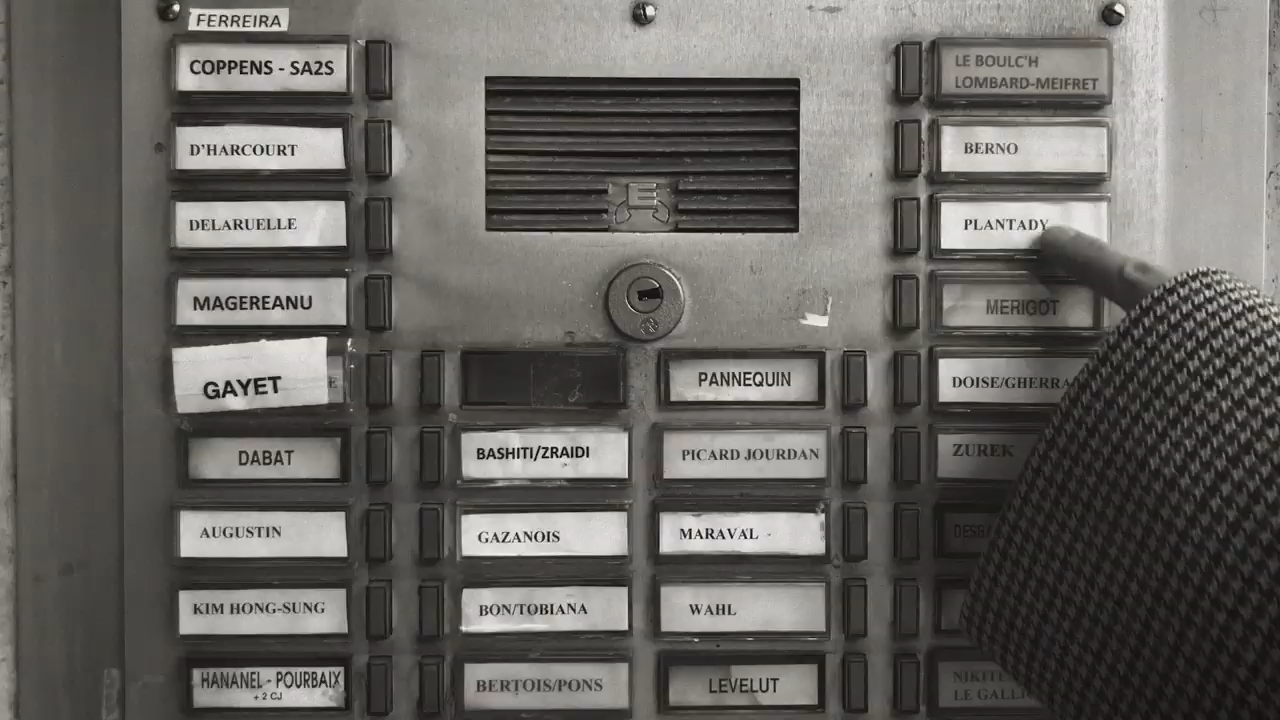 FERREIRA
COPPENS - SA2S
D'HARCOURT
DELARUELLE
MAGEREANU
GAYET
E
DABAT
AUGUSTIN
KIM HONG-SUNG
HANANEL - POURBAIX
+ 2 CJ
E
BASHITI/ZRAIDI
GAZANOIS
BON/TOBIANA
BERTOIS/PONS
PANNEQUIN
PICARD JOURDAN
MARAVAL
WAHL
LEVELUT
LE BOULC'H
LOMBARD-MEIFRET
BERNO
PLANTADY
MERIGOT
DOISE/GHERRA
ZUREK
LE GALL